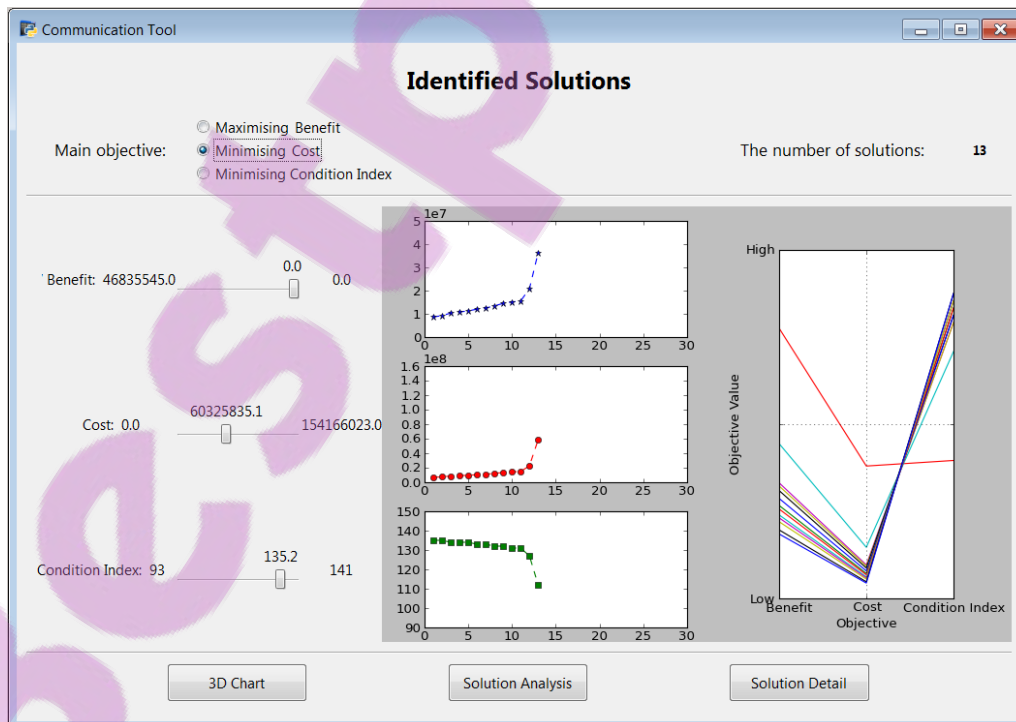 Communication Tool
Identified Solutions
Main objective:
Maximising Benefit
Minimising Cost
Minimising Condition Index
The number of solutions: 13
Benefit: 46835545.0 0.0 0.0
Cost: 0.0 60325835.1 154166023.0
Condition Index: 93 135.2 141
1e7
5
4
3
2
1
0
0 5 10 15 20 25 30
1e8
1.6
1.4
1.2
1.0
0.8
0.6
0.4
0.2
0.0
0 5 10 15 20 25 30
150
140
130
120
110
100
90
0 5 10 15 20 25 30
High
Objective Value
Low
Benefit Cost Condition Index
Objective
3D Chart
Solution Analysis
Solution Detail